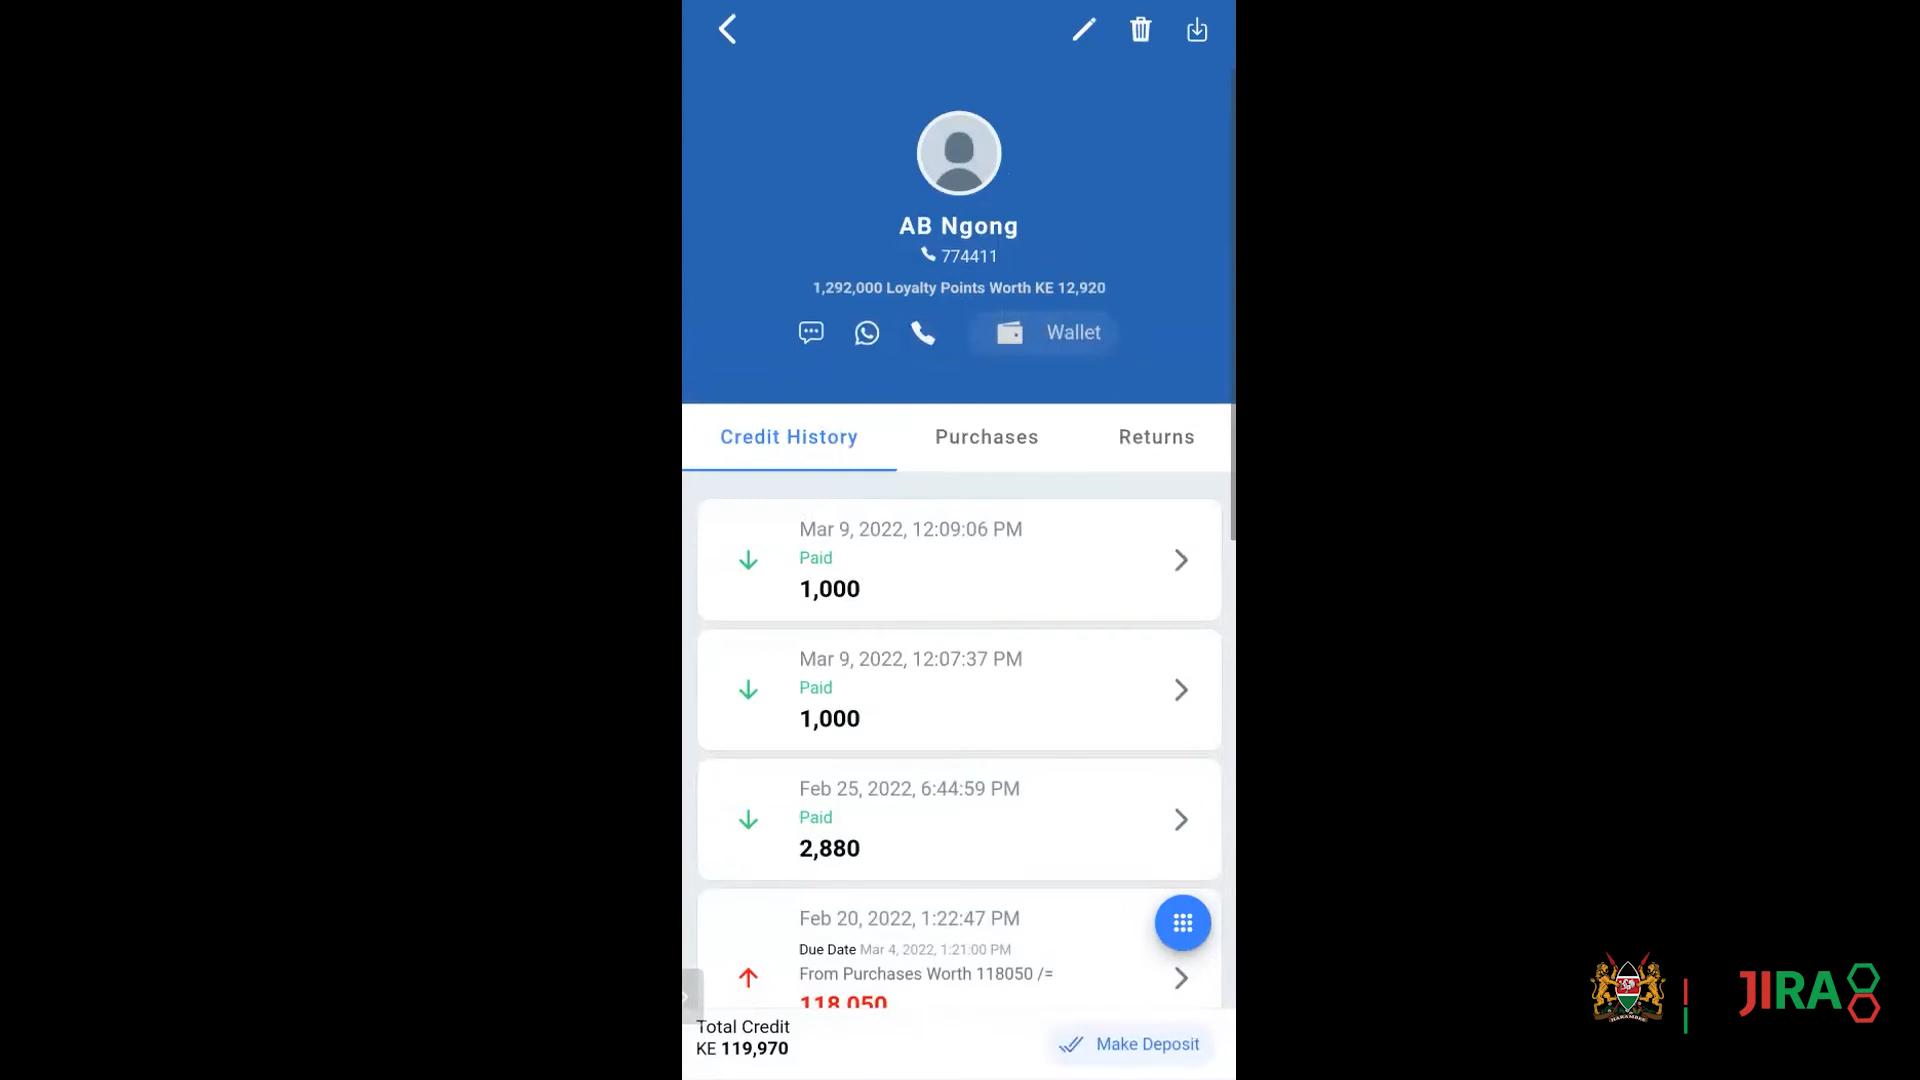 AB Ngong
774411
1,292,000 Loyalty Points Worth KE 12,920
Wallet
Credit History Purchases Returns
Mar 9, 2022, 12:09:06 PM
Paid
1,000
Mar 9, 2022, 12:07:37 PM
Paid
1,000
Feb 25, 2022, 6:44:59 PM
Paid
2,880
Feb 20, 2022, 1:22:47 PM
Due Date Mar 4, 2022, 1:21:00 PM
From Purchases Worth 118050 /=
118,050
Total Credit
KE 119,970
Make Deposit
HARAMBEE
JIRA